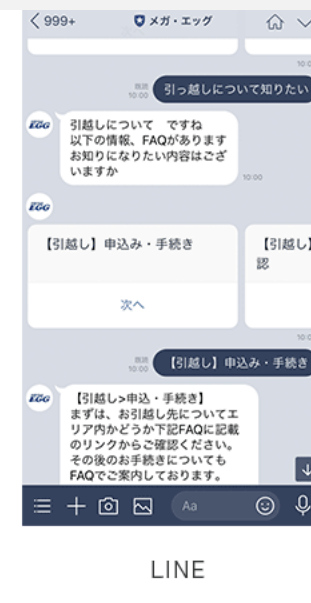 999+
メガ・エッグ
既読
10:00
引っ越しについて知りたい
EGG
引越しについて　ですね
以下の情報、FAQがあります
お知りになりたい内容はござ
いますか
10:00
EGG
【引越し】申込み・手続き
次へ
【引越し】
認
既読
10:00
【引越し】申込み・手続き
EGG
【引越し>申込・手続き】
まずは、お引越し先についてエ
リア内かどうか下記FAQに記載
のリンクからご確認ください。
その後のお手続きについても
FAQでご案内しております。
Aa
LINE